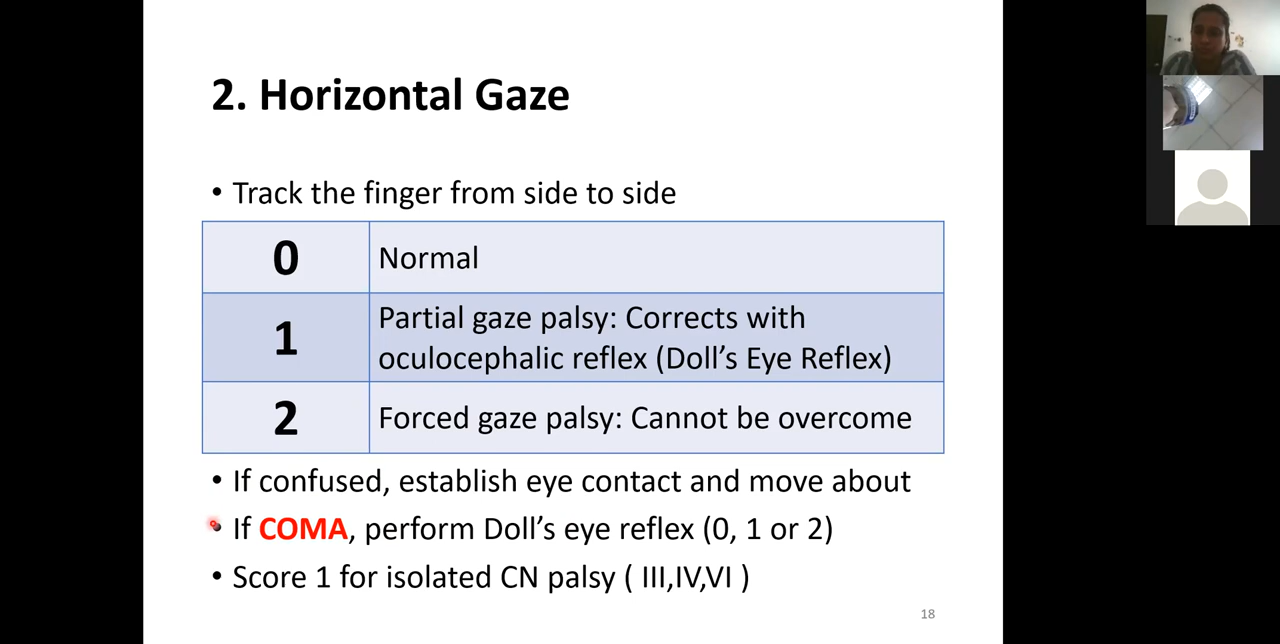 2. Horizontal Gaze
• Track the finger from side to side
0 Normal
1 Partial gaze palsy: Corrects with
oculocephalic reflex (Doll’s Eye Reflex)
2 Forced gaze palsy: Cannot be overcome
• If confused, establish eye contact and move about
• If COMA, perform Doll’s eye reflex (0, 1 or 2)
• Score 1 for isolated CN palsy ( III,IV,VI )
18